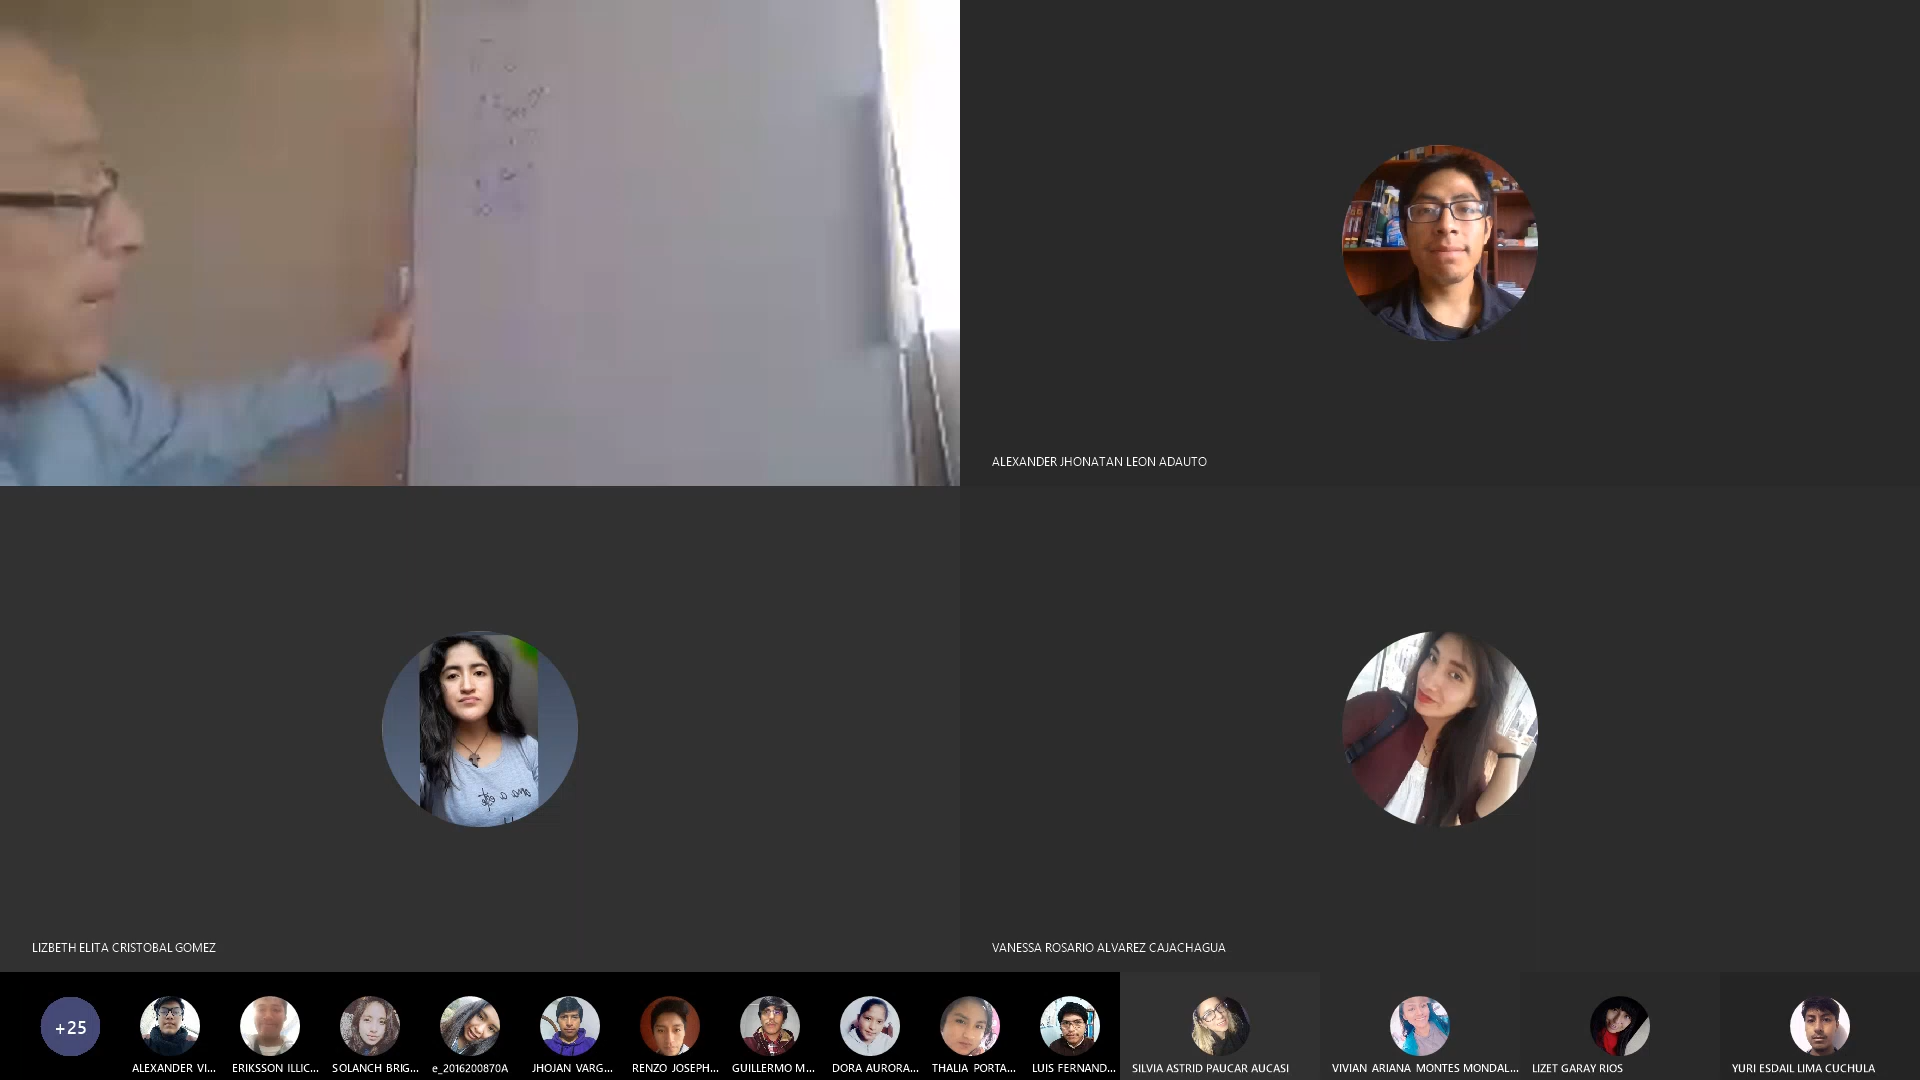 ALEXANDER JHONATAN LEON ADAUTO
LIZBETH ELITA CRISTOBAL GOMEZ
VANESSA ROSARIO ALVAREZ CAJACHAGUA
+25
ALEXANDER VI...
ERIKSSON ILLIC...
SOLANCH BRIG...
e_2016200870A
JHOJAN VARG...
RENZO JOSEPH...
GUILLERMO M...
DORA AURORA...
THALIA PORTA...
LUIS FERNAND...
SILVIA ASTRID PAUCAR AUCASI
VIVIAN ARIANA MONTES MONDAL...
LIZET GARAY RIOS
YURI ESDAIL LIMA CUCHULA